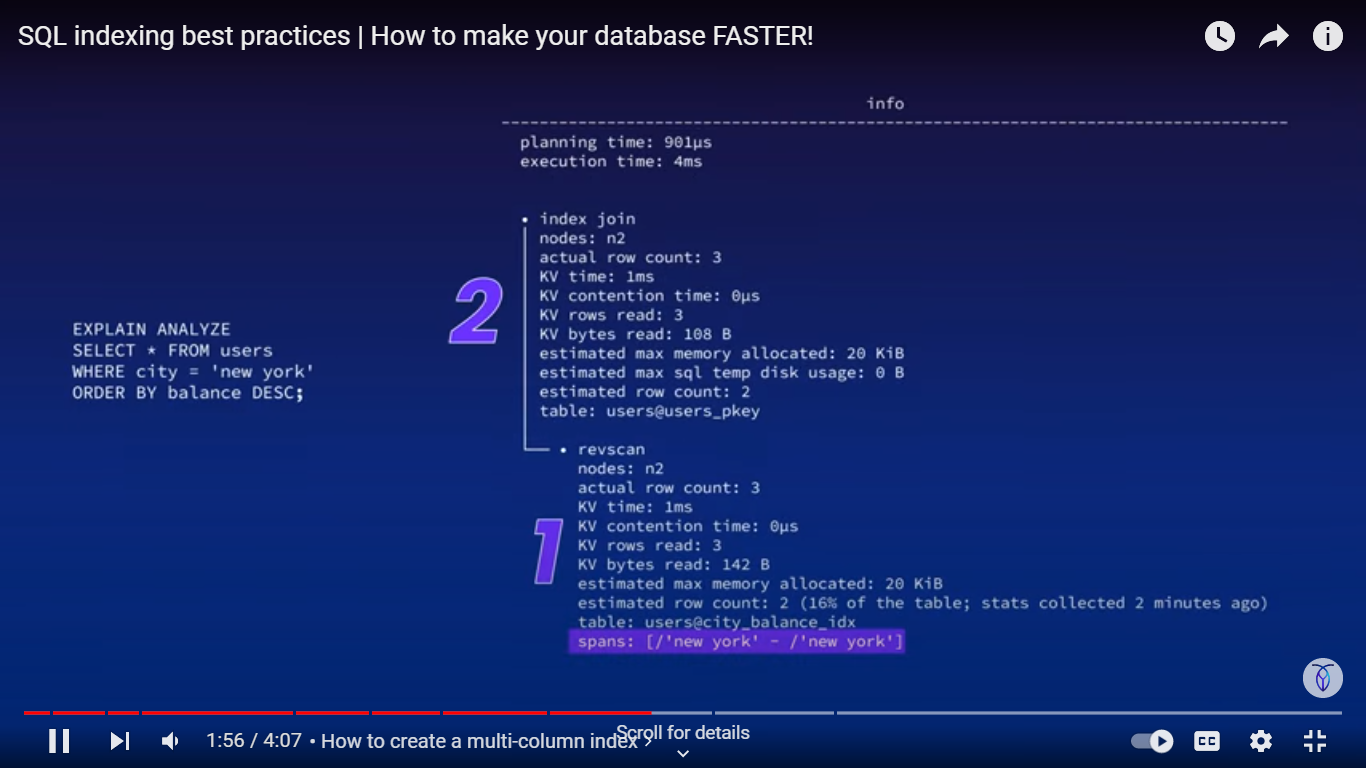 SQL indexing best practices | How to make your database FASTER!
info
--------------------------------------------------------------------------------
planning time: 901µs
execution time: 4ms
• index join
nodes: n2
actual row count: 3
KV time: 1ms
KV contention time: 0µs
KV rows read: 3
KV bytes read: 108 B
estimated max memory allocated: 20 KiB
estimated max sql temp disk usage: 0 B
estimated row count: 2
table: users@users_pkey
2
EXPLAIN ANALYZE
SELECT * FROM users
WHERE city = 'new york'
ORDER BY balance DESC;
• revscan
nodes: n2
actual row count: 3
KV time: 1ms
KV contention time: 0µs
KV rows read: 3
KV bytes read: 142 B
estimated max memory allocated: 20 KiB
estimated row count: 2 (16% of the table; stats collected 2 minutes ago)
table: users@city_balance_idx
spans: [/'new york' - /'new york']
1
1:56 / 4:07 • How to create a multi-column index >
Scroll for details
CC